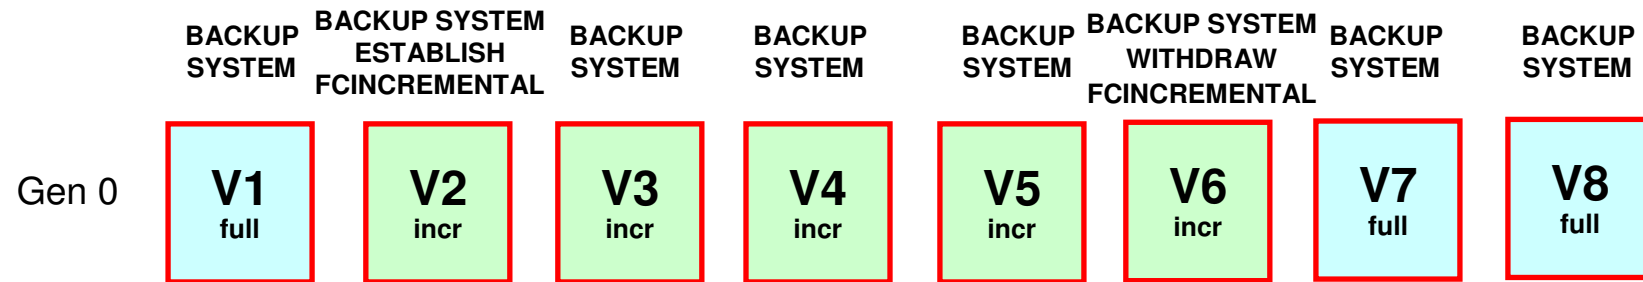 BACKUP
SYSTEM
BACKUP SYSTEM
ESTABLISH
FCINCREMENTAL
BACKUP
SYSTEM
BACKUP
SYSTEM
BACKUP
SYSTEM
BACKUP SYSTEM
WITHDRAW
FCINCREMENTAL
BACKUP
SYSTEM
BACKUP
SYSTEM
Gen 0
V1
full
V2
incr
V3
incr
V4
incr
V5
incr
V6
incr
V7
full
V8
full